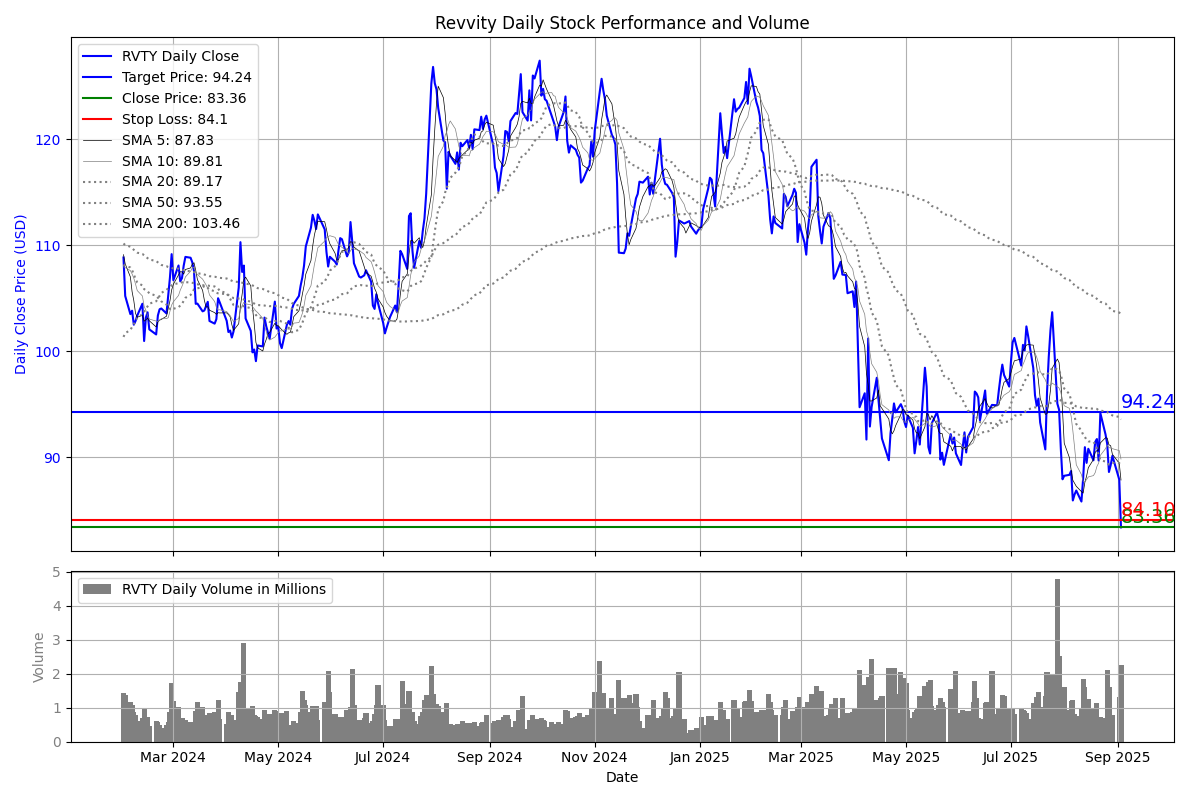 Revvity Daily Stock Performance and Volume
RVTY Daily Close
Target Price: 94.24
Close Price: 83.36
Stop Loss: 84.1
SMA 5: 87.83
SMA 10: 89.81
SMA 20: 89.17
SMA 50: 93.55
SMA 200: 103.46
Daily Close Price (USD)
120
110
100
90
94.24
84.10
83.36
RVTY Daily Volume in Millions
Volume
5
4
3
2
1
0
Mar 2024 May 2024 Jul 2024 Sep 2024 Nov 2024 Jan 2025 Mar 2025 May 2025 Jul 2025 Sep 2025
Date